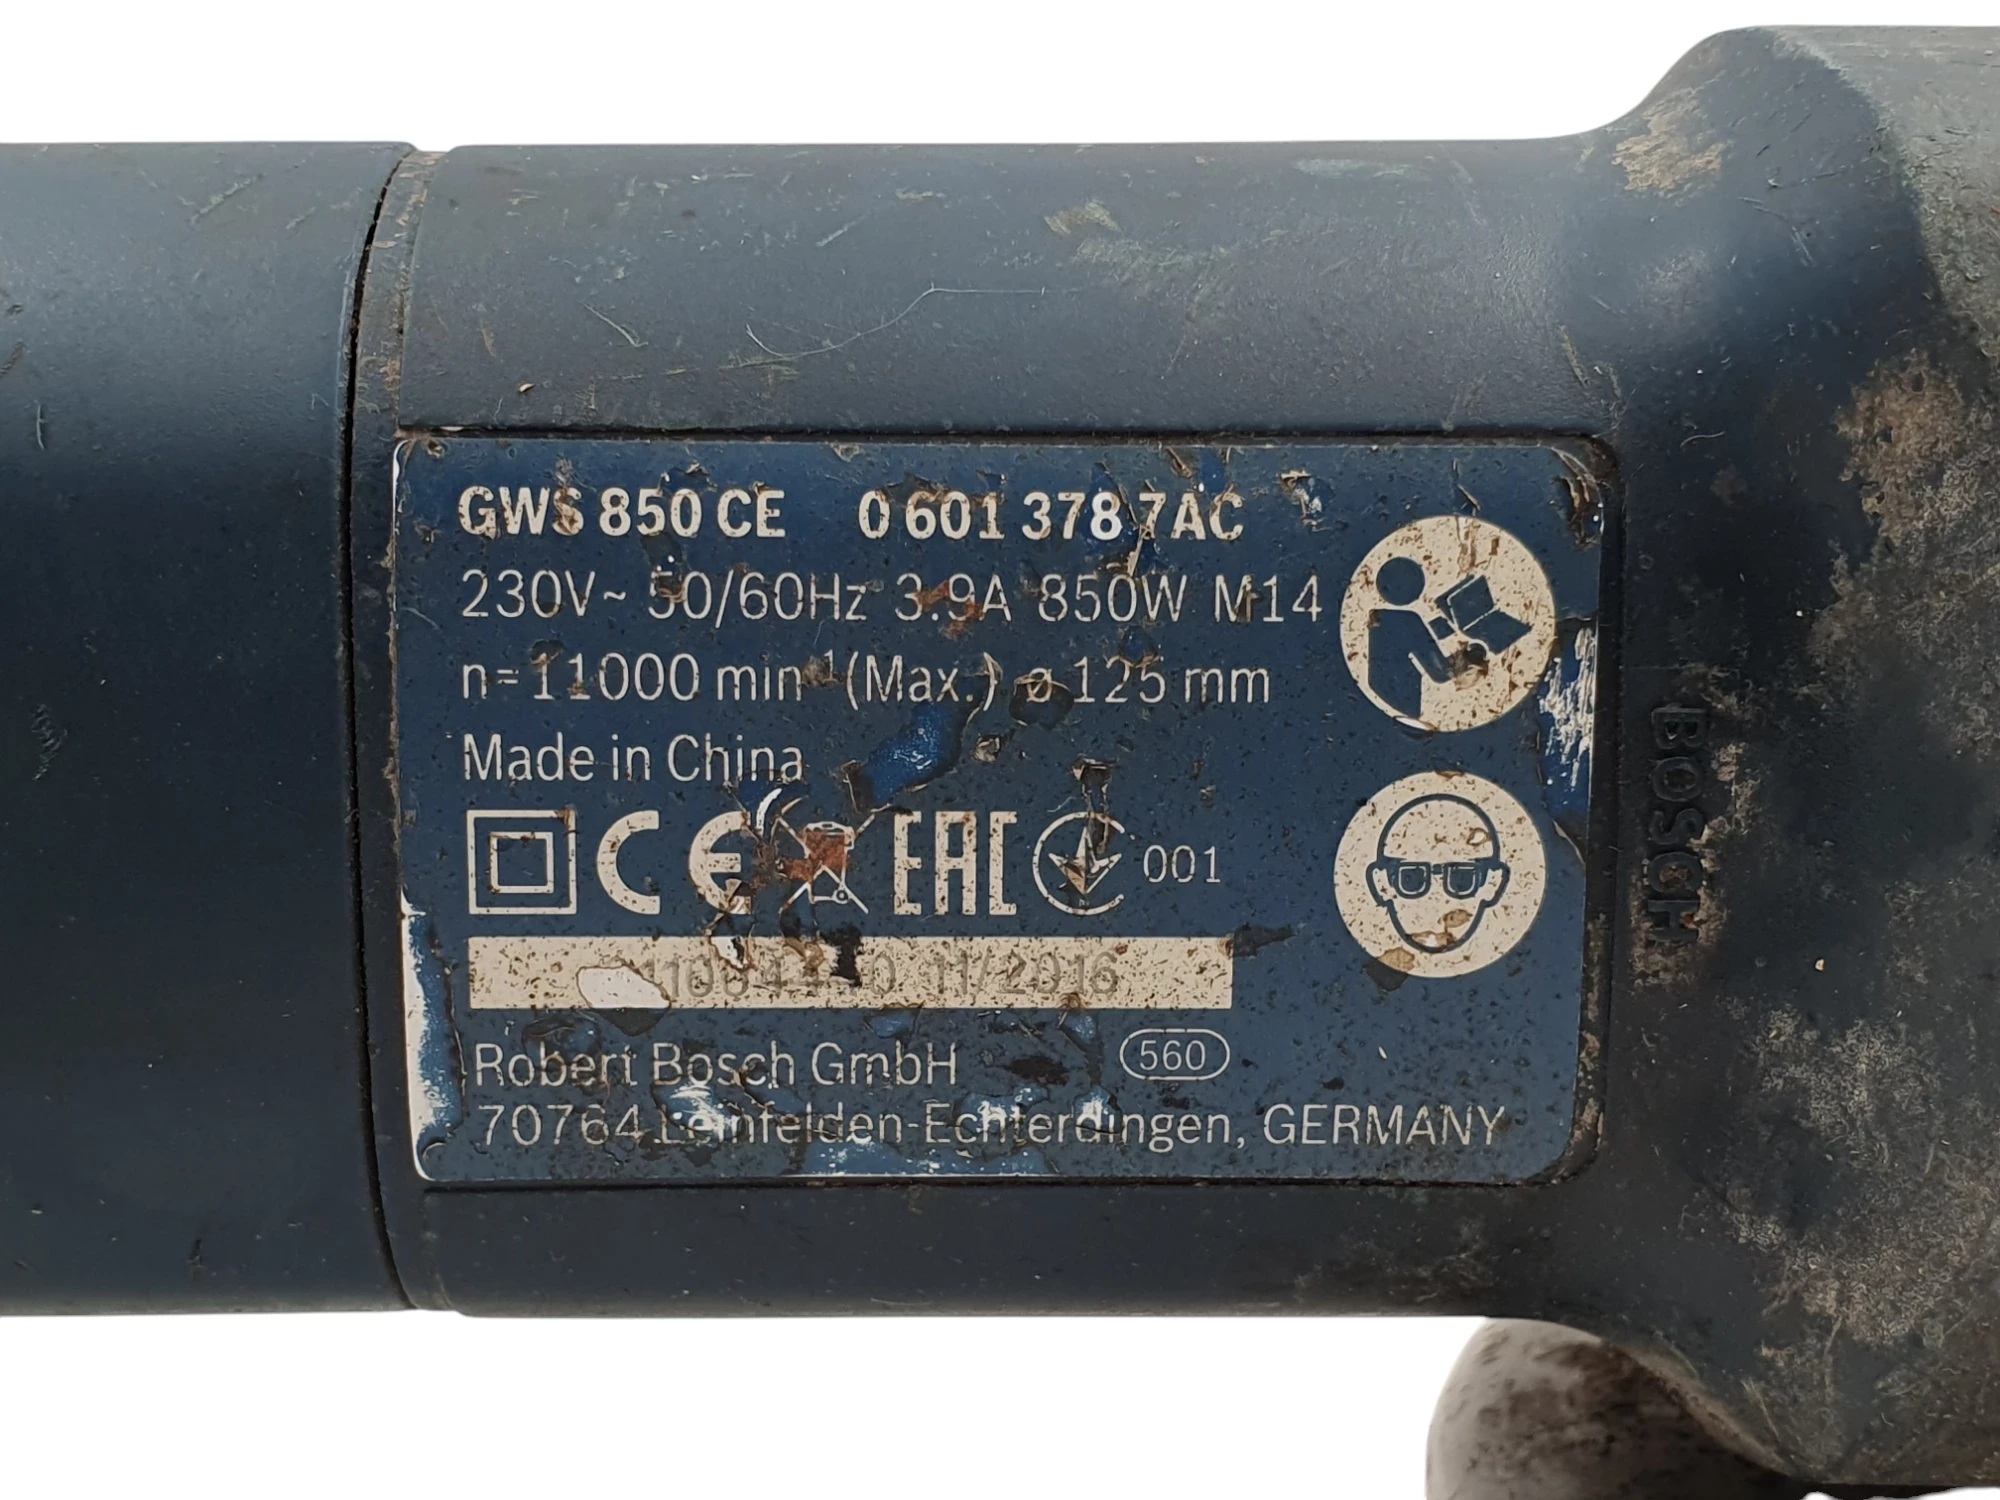 GWS 850 CE 0 601 378 7AC
230V~ 50/60Hz 3.9A 850W M14
n=11000 min⁻¹ (Max.) ø 125 mm
Made in China
CE EAC 001
11/2016
Robert Bosch GmbH 560
70764 Leinfelden-Echterdingen, GERMANY
BOSCH